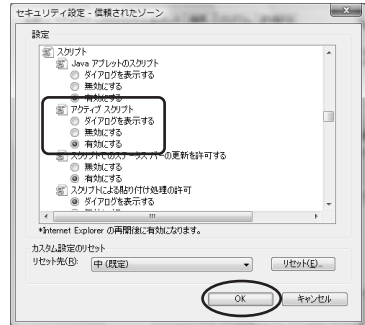 セキュリティ設定 - 信頼されたゾーン
設定
スクリプト
Java アプレットのスクリプト
ダイアログを表示する
無効にする
有効にする
アクティブ スクリプト
ダイアログを表示する
無効にする
有効にする
スクリプトでのステータス バーの更新を許可する
無効にする
有効にする
スクリプトによる貼り付け処理の許可
ダイアログを表示する
*Internet Explorer の再開後に有効になります。
カスタム設定のリセット
リセット先(R): 中 (既定) リセット(E)...
OK キャンセル